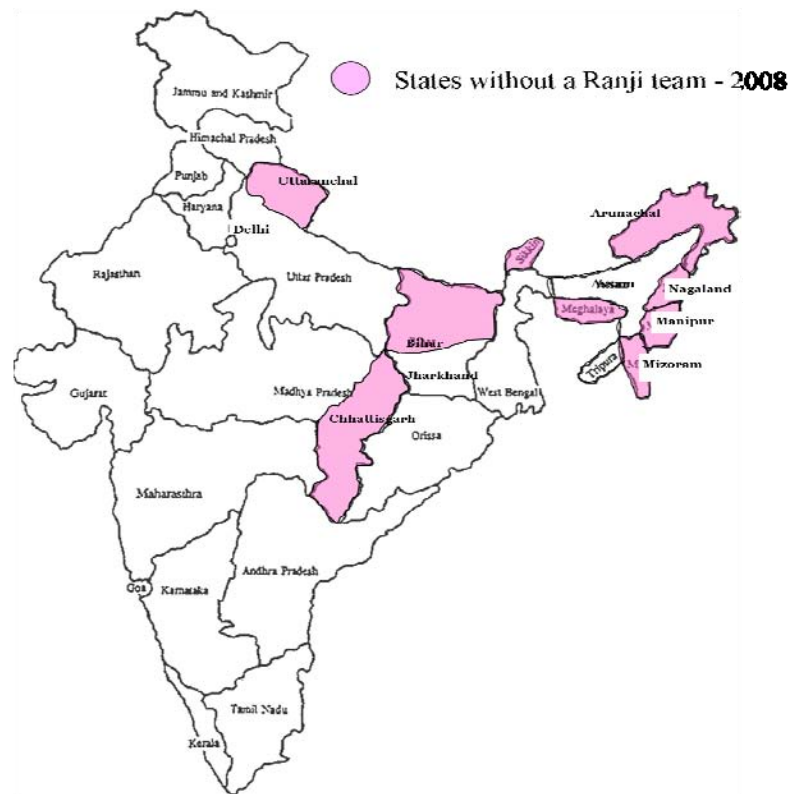 States without a Ranji team - 2008
Jammu and Kashmir
Himachal Pradesh
Punjab
Uttaranchal
Haryana
Arunachal
Delhi
Sikkim
Rajasthan
Uttar Pradesh
Assam
Nagaland
Meghalaya
Manipur
Bihar
Tripura
M Mizoram
Jharkhand
Gujarat
Madhya Pradesh
West Bengal
Chhattisgarh
Orissa
Maharasthra
Andhra Pradesh
Goa
Karnataka
Tamil Nadu
Kerala